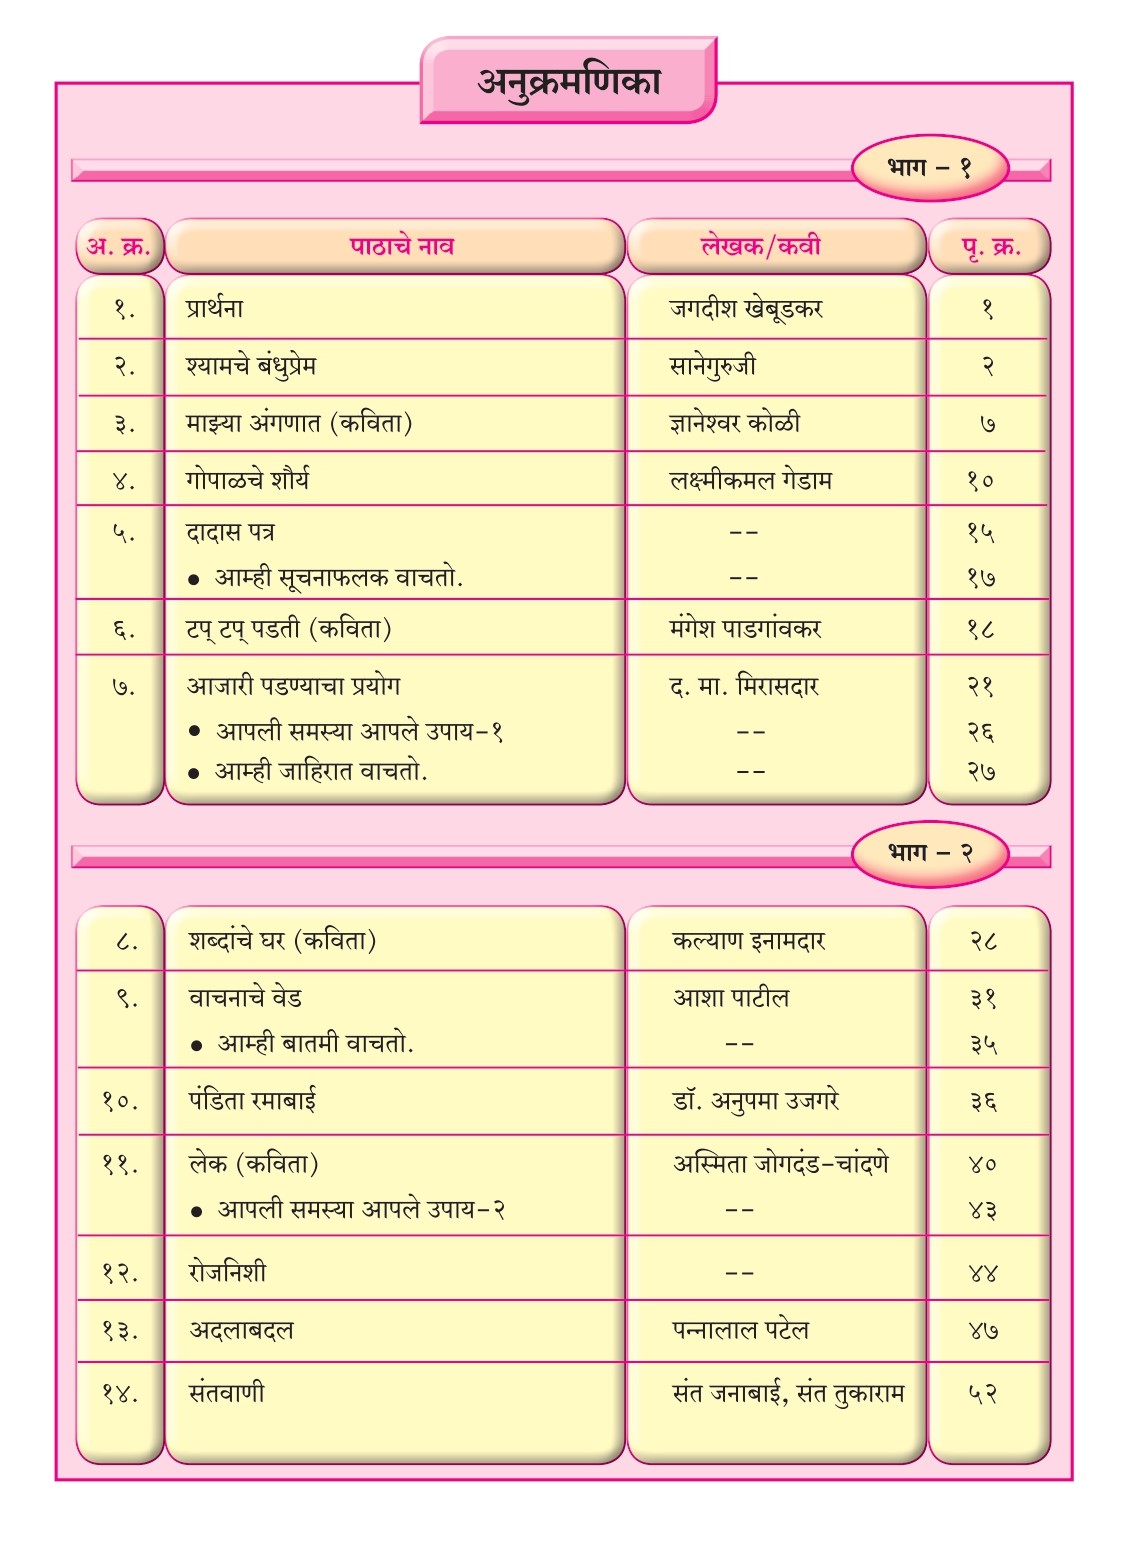 अनुक्रमणिका
भाग – १
अ. क्र. पाठाचे नाव लेखक/कवी पृ. क्र.
१. प्रार्थना जगदीश खेबूडकर १
२. श्यामचे बंधुप्रेम सानेगुरुजी २
३. माझ्या अंगणात (कविता) ज्ञानेश्वर कोळी ७
४. गोपाळचे शौर्य लक्ष्मीकमल गेडाम १०
५. दादास पत्र -- १५
• आम्ही सूचनाफलक वाचतो. -- १७
६. टप् टप् पडती (कविता) मंगेश पाडगांवकर १८
७. आजारी पडण्याचा प्रयोग द. मा. मिरासदार २१
• आपली समस्या आपले उपाय-१ -- २६
• आम्ही जाहिरात वाचतो. -- २७
भाग – २
८. शब्दांचे घर (कविता) कल्याण इनामदार २८
९. वाचनाचे वेड आशा पाटील ३१
• आम्ही बातमी वाचतो. -- ३५
१०. पंडिता रमाबाई डॉ. अनुपमा उजगरे ३६
११. लेक (कविता) अस्मिता जोगदंड-चांदणे ४०
• आपली समस्या आपले उपाय-२ -- ४३
१२. रोजनिशी -- ४४
१३. अदलाबदल पन्नालाल पटेल ४७
१४. संतवाणी संत जनाबाई, संत तुकाराम ५२